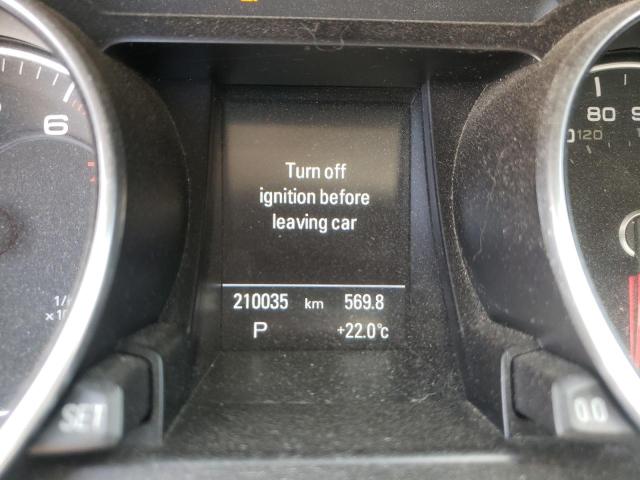 Turn off
ignition before
leaving car
210035 km 569.8
P +22.0°c
6
80
120
SET
0.0